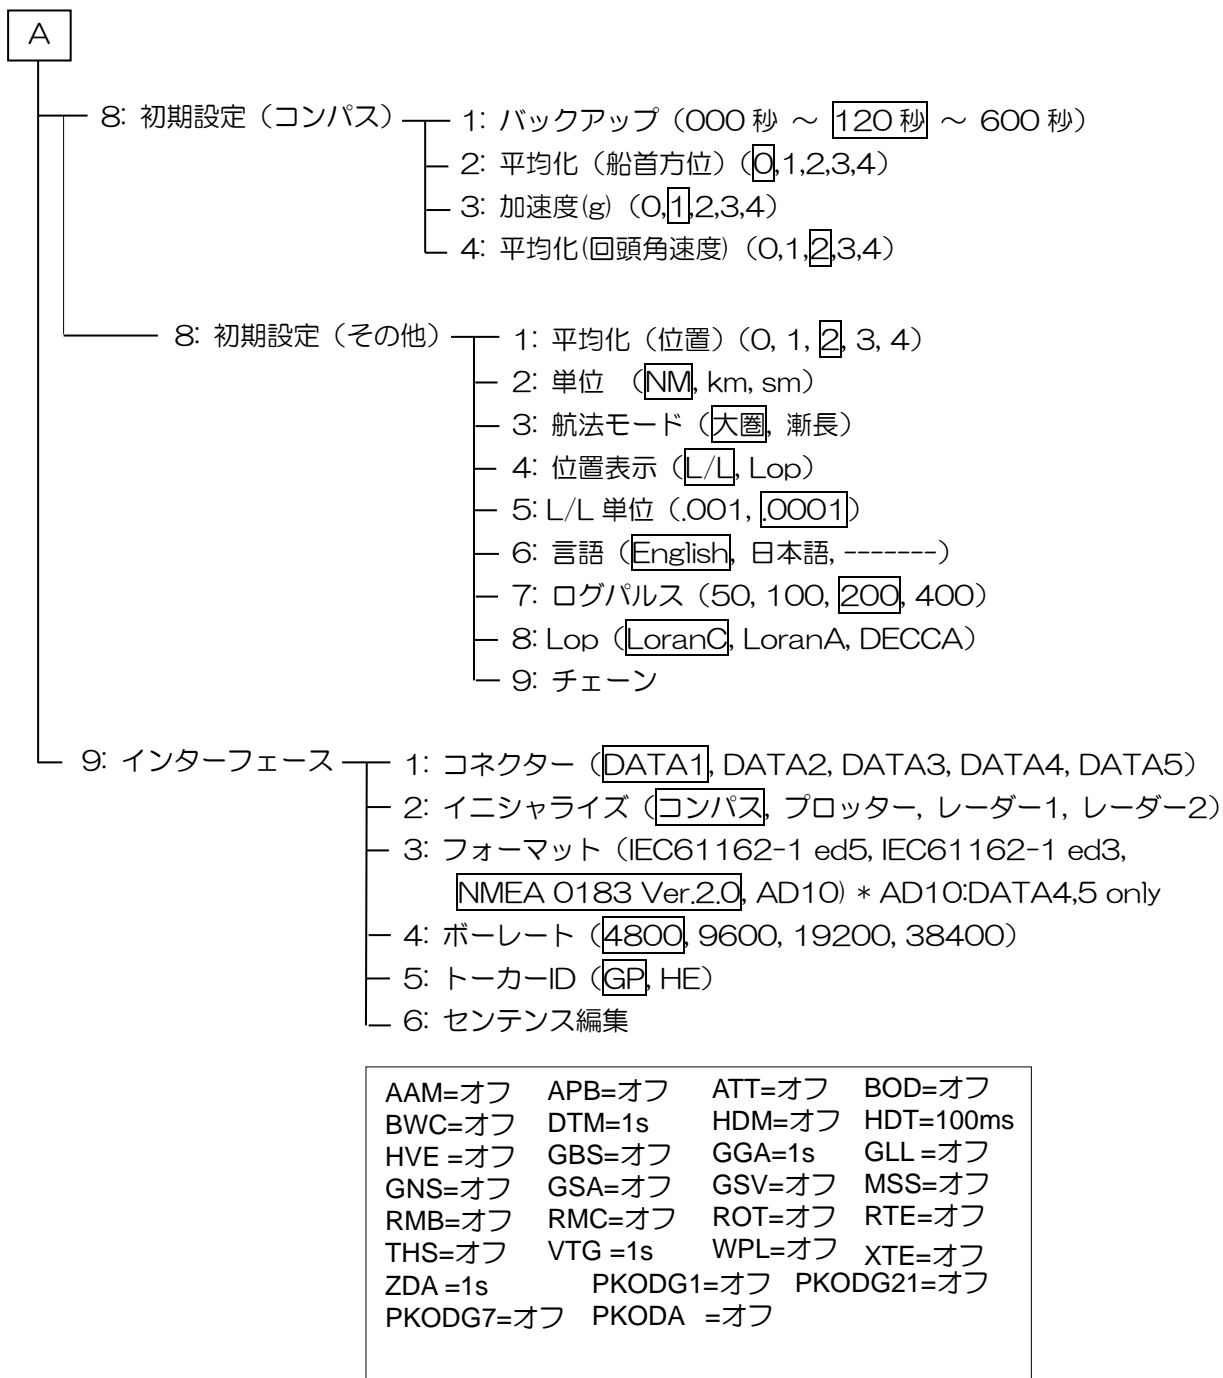 A
8: 初期設定（コンパス）
1: バックアップ（000 秒 ～ 120 秒 ～ 600 秒）
2: 平均化（船首方位）（0,1,2,3,4）
3: 加速度(g)（0,1,2,3,4）
4: 平均化(回頭角速度)（0,1,2,3,4）
8: 初期設定（その他）
1: 平均化（位置）（0, 1, 2, 3, 4）
2: 単位 （NM, km, sm）
3: 航法モード（大圏, 漸長）
4: 位置表示（L/L, Lop）
5: L/L 単位（.001, .0001）
6: 言語（English, 日本語, -------）
7: ログパルス（50, 100, 200, 400）
8: Lop（LoranC, LoranA, DECCA）
9: チェーン
9: インターフェース
1: コネクター（DATA1, DATA2, DATA3, DATA4, DATA5）
2: イニシャライズ（コンパス, プロッター, レーダー1, レーダー2）
3: フォーマット（IEC61162-1 ed5, IEC61162-1 ed3,
NMEA 0183 Ver.2.0, AD10) * AD10:DATA4,5 only
4: ボーレート（4800, 9600, 19200, 38400）
5: トーカーID（GP, HE）
6: センテンス編集
AAM=オフ APB=オフ ATT=オフ BOD=オフ
BWC=オフ DTM=1s HDM=オフ HDT=100ms
HVE =オフ GBS=オフ GGA=1s GLL =オフ
GNS=オフ GSA=オフ GSV=オフ MSS=オフ
RMB=オフ RMC=オフ ROT=オフ RTE=オフ
THS=オフ VTG =1s WPL=オフ XTE=オフ
ZDA =1s PKODG1=オフ PKODG21=オフ
PKODG7=オフ PKODA =オフ